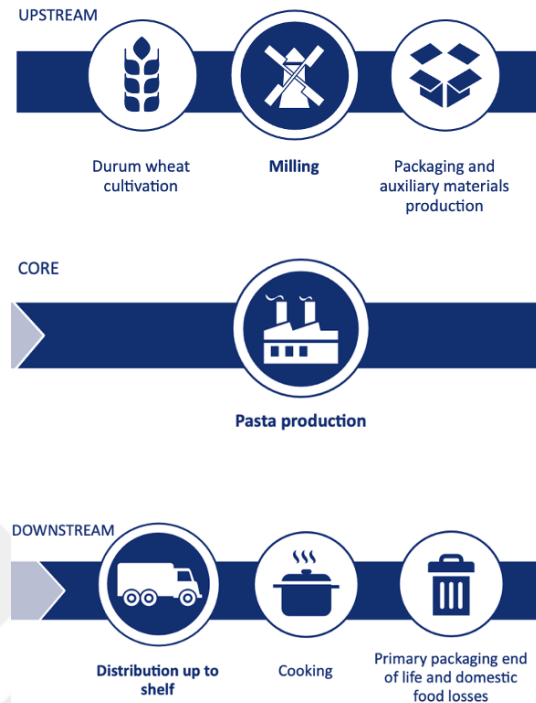 UPSTREAM
Durum wheat
cultivation
Milling
Packaging and
auxiliary materials
production
CORE
Pasta production
DOWNSTREAM
Distribution up to
shelf
Cooking
Primary packaging end
of life and domestic
food losses